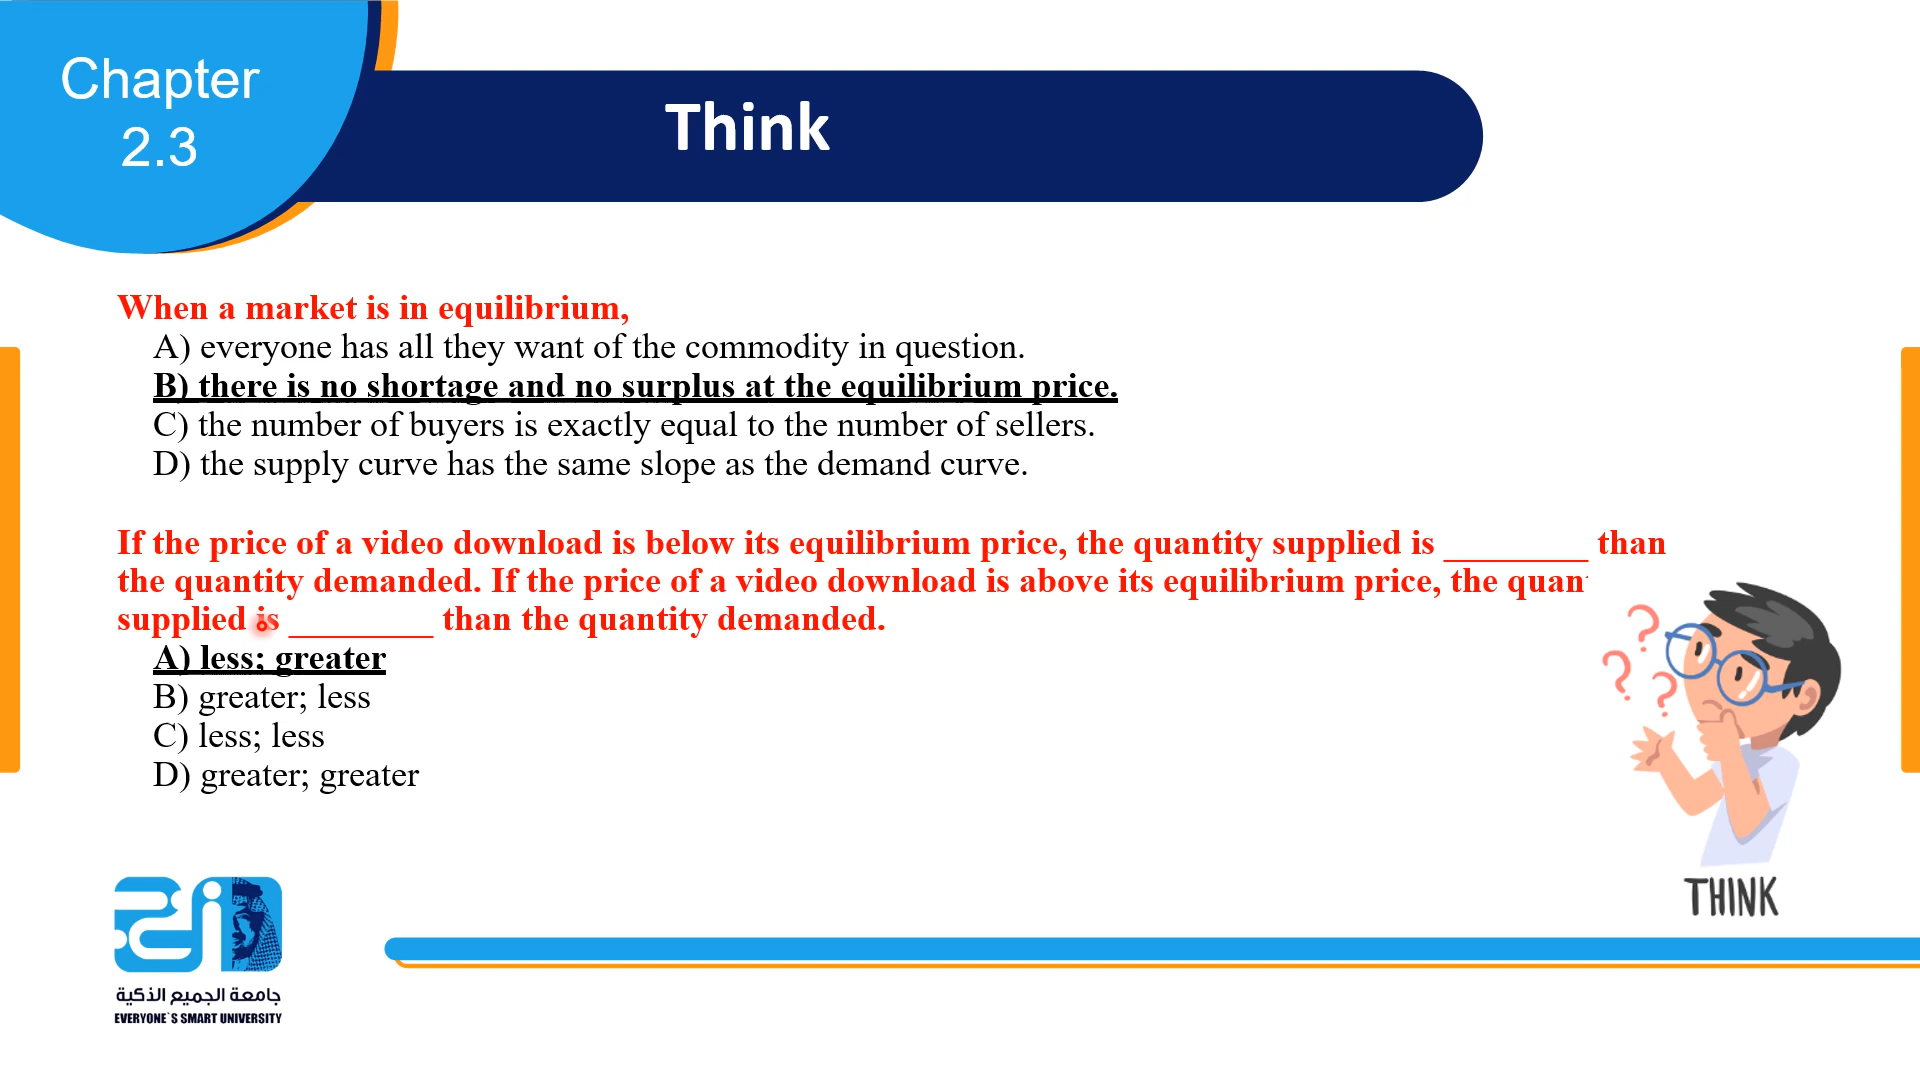 Chapter
2.3
Think
When a market is in equilibrium,
A) everyone has all they want of the commodity in question.
B) there is no shortage and no surplus at the equilibrium price.
C) the number of buyers is exactly equal to the number of sellers.
D) the supply curve has the same slope as the demand curve.
If the price of a video download is below its equilibrium price, the quantity supplied is ________ than
the quantity demanded. If the price of a video download is above its equilibrium price, the quan
supplied is ________ than the quantity demanded.
A) less; greater
B) greater; less
C) less; less
D) greater; greater
? ? ?
THINK
جامعة الجميع الذكية
EVERYONE`S SMART UNIVERSITY